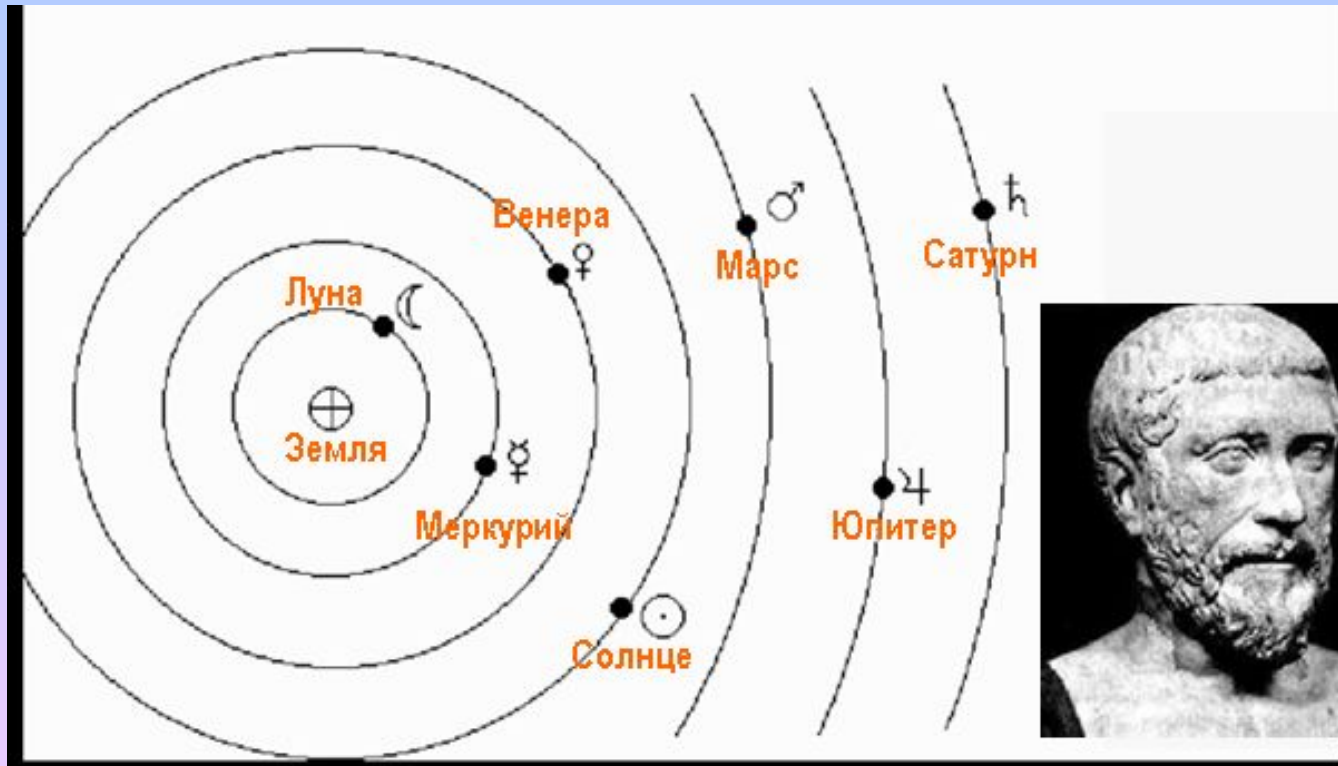 Венера
Луна
Марс
Сатурн
Земля
Меркурий
Юпитер
Солнце